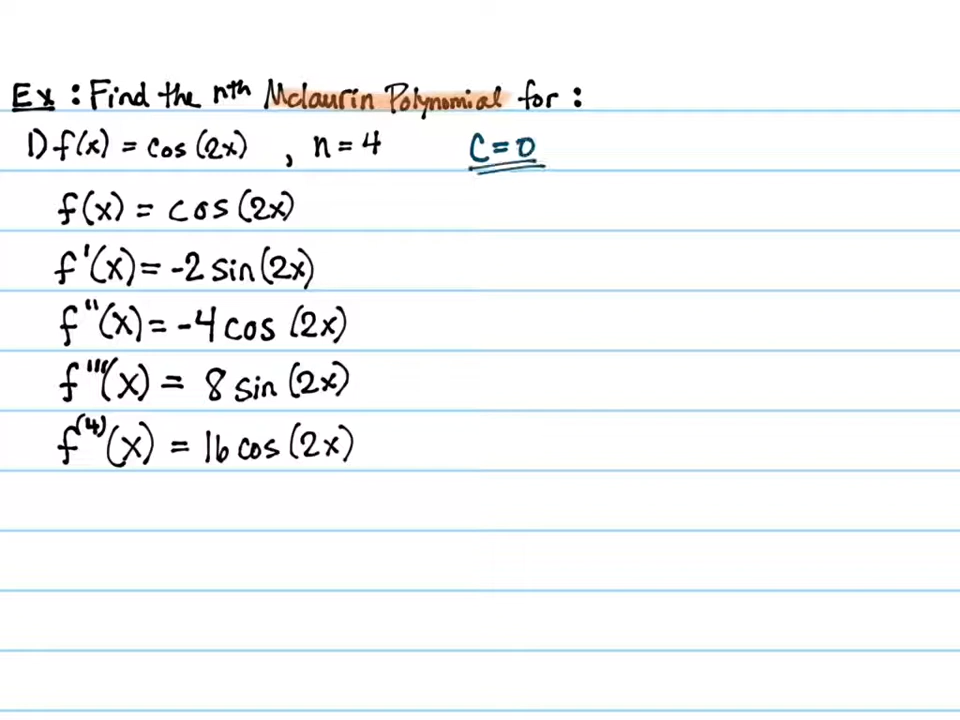 Ex : Find the nth Mclaurin Polynomial for :
1) f(x) = cos (2x) , n = 4 C = 0
f(x) = cos (2x)
f'(x) = -2 sin(2x)
f''(x) = -4 cos (2x)
f'''(x) = 8 sin (2x)
f⁽⁴⁾(x) = 16 cos (2x)